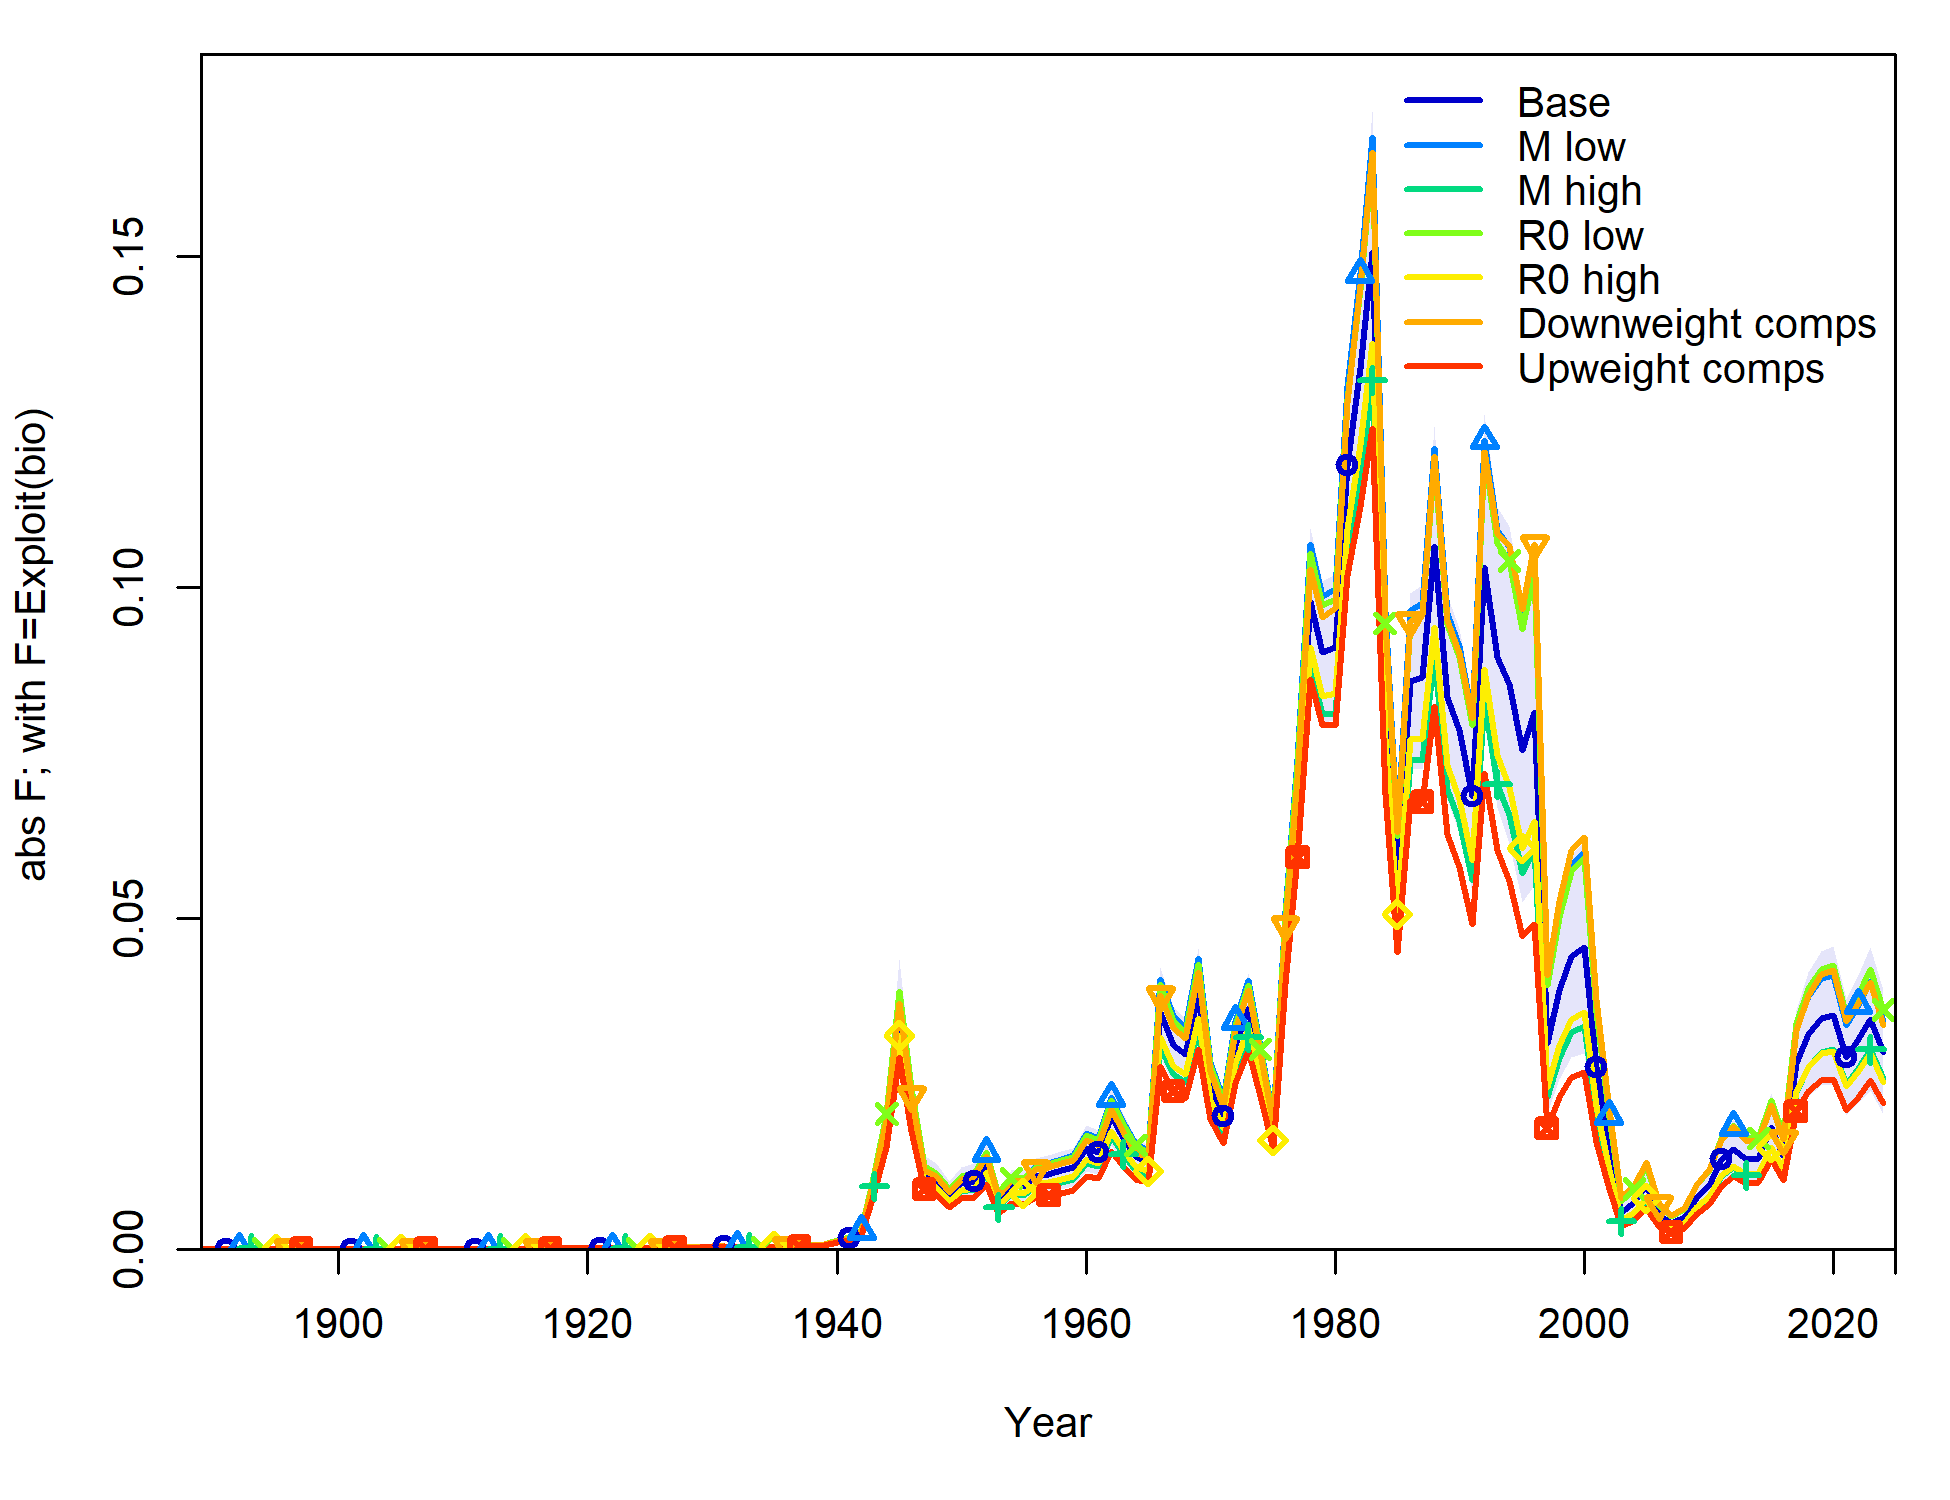 Base
M low
M high
R0 low
R0 high
Downweight comps
Upweight comps
abs F; with F=Exploit(bio)
0.15
0.10
0.05
0.00
1900 1920 1940 1960 1980 2000 2020
Year